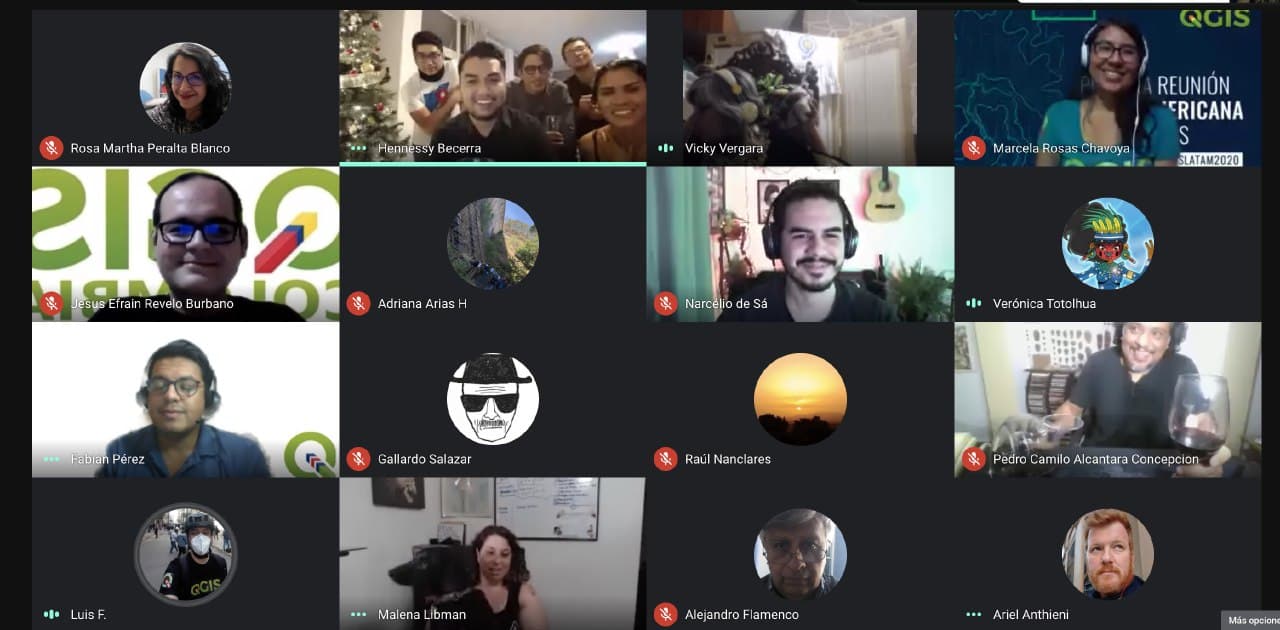 QGIS
REUNIÓN
Rosa Martha Peralta Blanco
Hennessy Becerra
Vicky Vergara
Marcela Rosas Chavoya
SLATAM2020
QGIS
COLOMBIA
Jesus Efrain Revelo Burbano
Adriana Arias H
Narcélio de Sá
Verónica Totolhua
Fabian Pérez
Gallardo Salazar
Raúl Nanclares
Pedro Camilo Alcantara Concepcion
QGIS
Luis F.
Malena Libman
Alejandro Flamenco
Ariel Anthieni
Más opcione